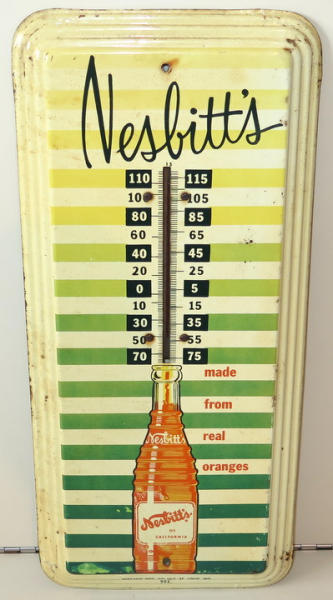 Nesbitt's
110 115
100 105
80 85
60 65
40 45
20 25
0 5
10 15
30 35
50 55
70 75
made
from
real
oranges
Nesbitt's
Nesbitt's
OF
CALIFORNIA